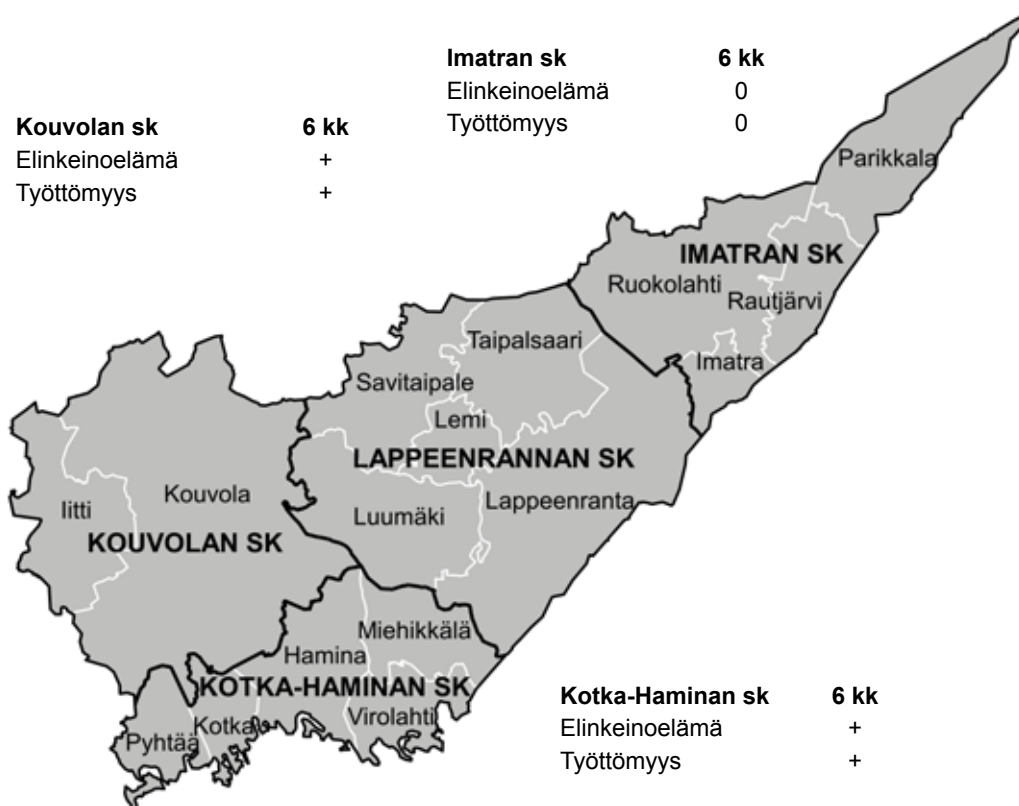 Imatran sk 6 kk
Elinkeinoelämä 0
Työttömyys 0
Kouvolan sk 6 kk
Elinkeinoelämä +
Työttömyys +
Parikkala
IMATRAN SK
Ruokolahti
Rautjärvi
Imatra
Taipalsaari
Savitaipale
Lemi
LAPPEENRANNAN SK
Lappeenranta
Luumäki
Kouvola
Iitti
KOUVOLAN SK
Miehikkälä
Hamina
KOTKA-HAMINAN SK
Virolahti
Kotka
Pyhtää
Kotka-Haminan sk 6 kk
Elinkeinoelämä +
Työttömyys +